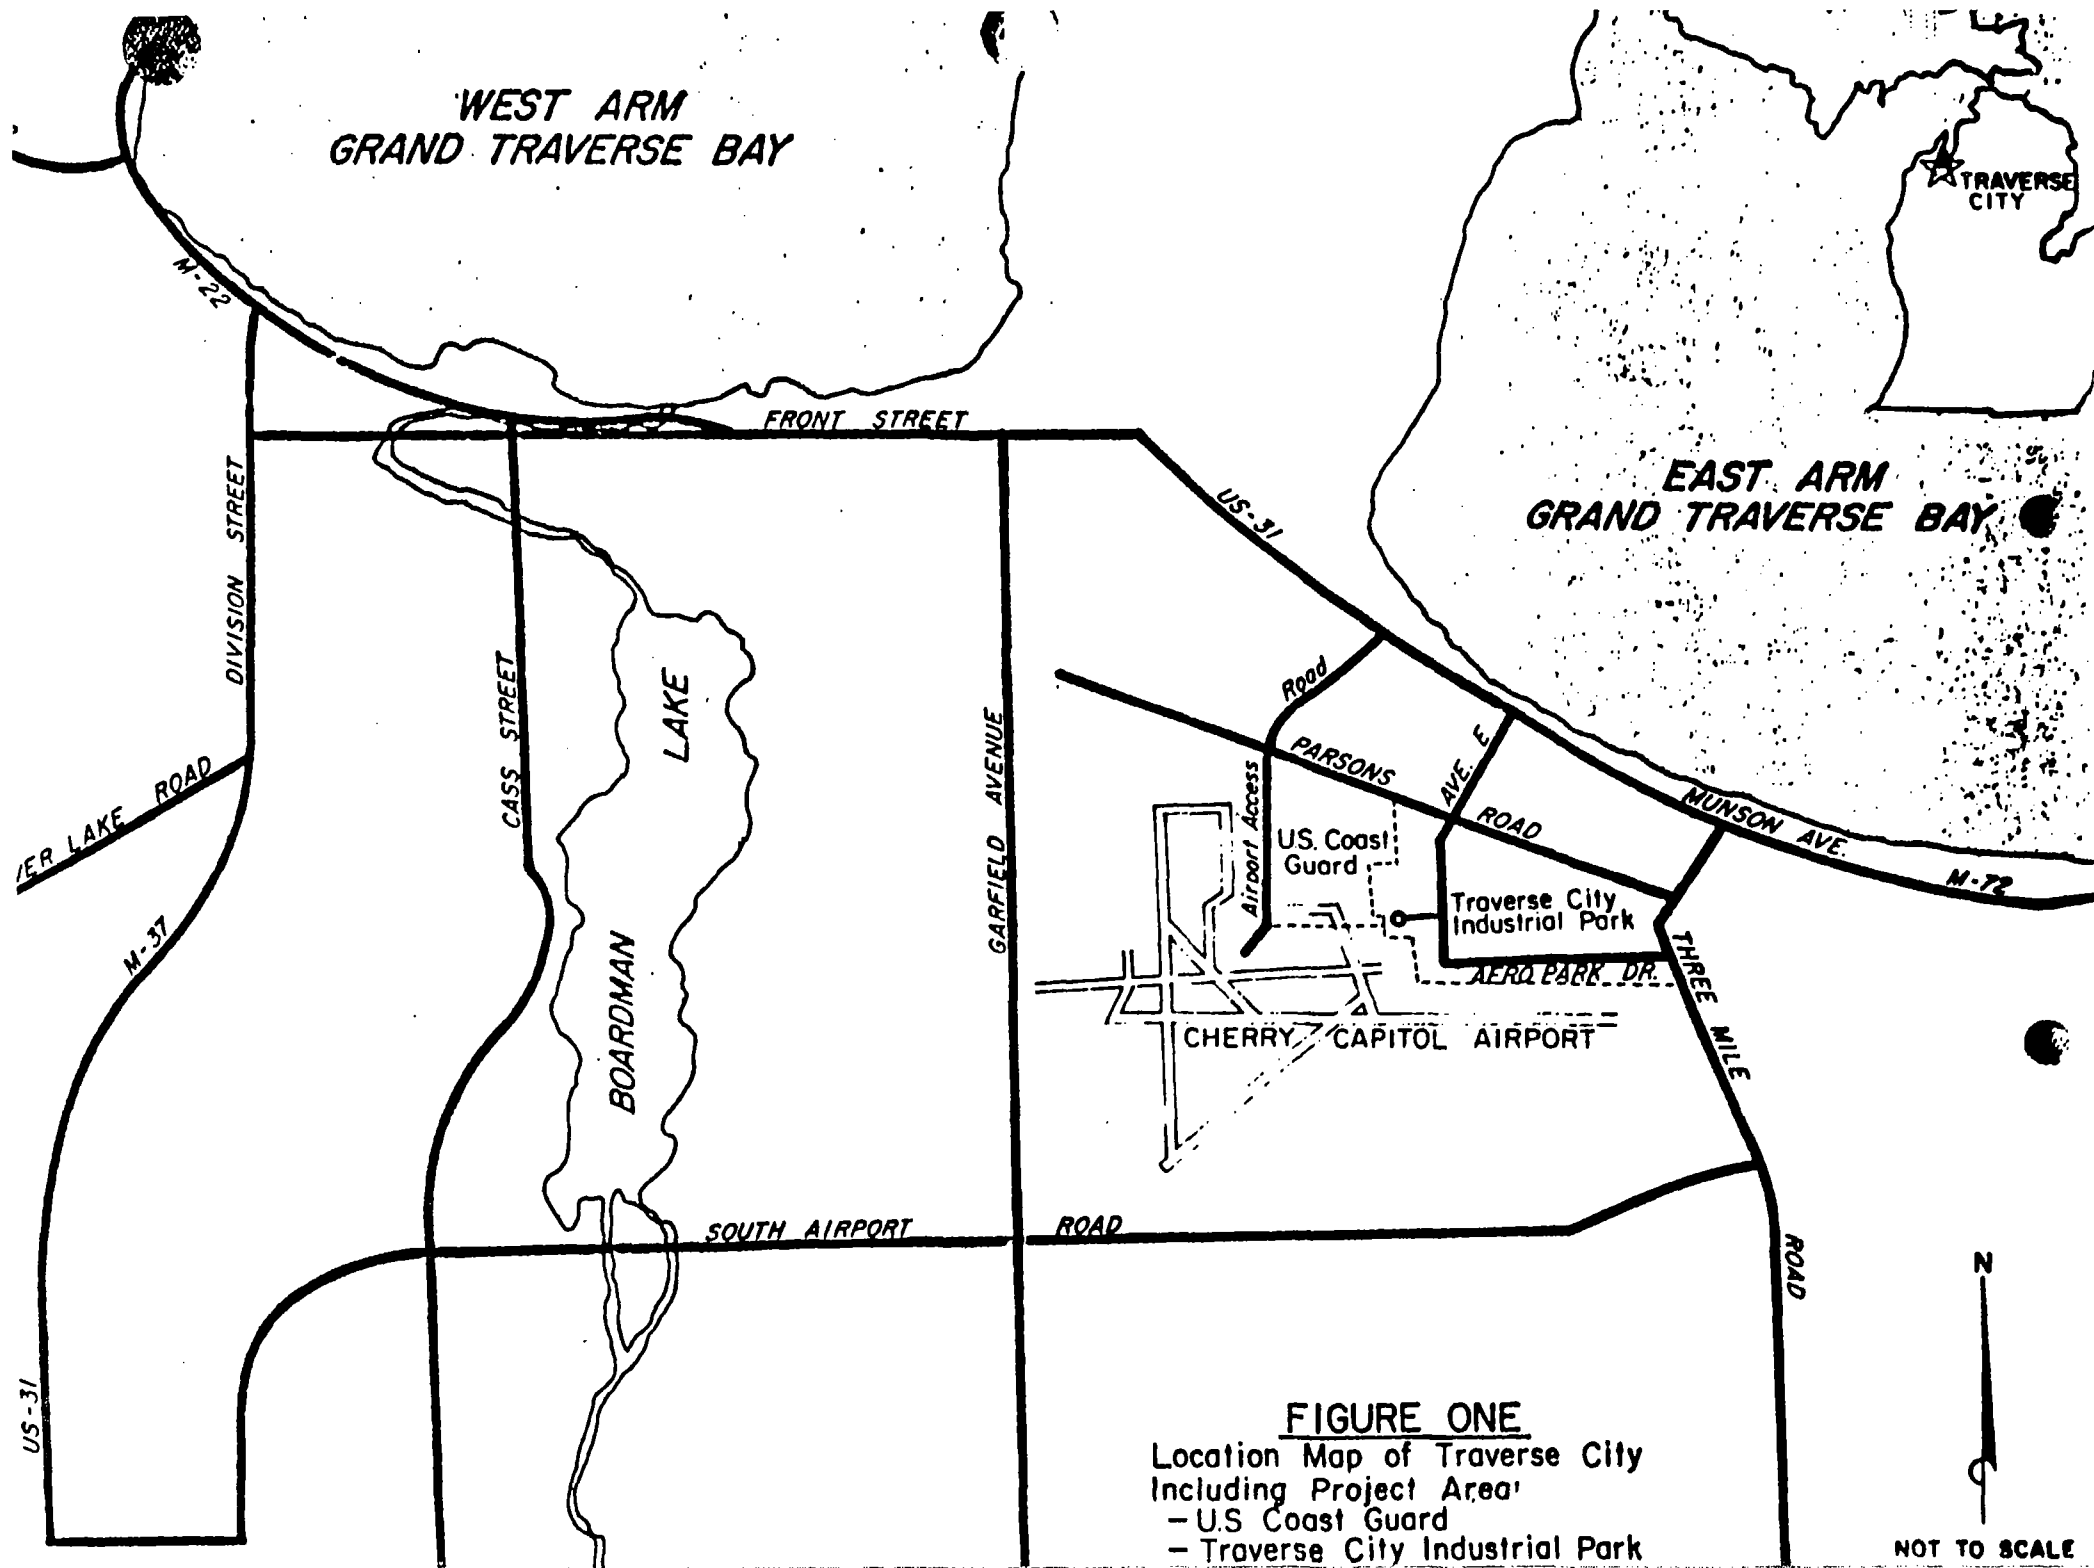 WEST ARM
GRAND TRAVERSE BAY
TRAVERSE
CITY
M-22
FRONT STREET
EAST ARM
GRAND TRAVERSE BAY
US-31
DIVISION STREET
CASS STREET
LAKE
BOARDMAN
GARFIELD AVENUE
Road
Airport Access
PARSONS
ROAD
AVE. E
MUNSON AVE.
M-72
U.S. Coast
Guard
Traverse City
Industrial Park
AERO PARK DR.
THREE MILE
ROAD
CHERRY CAPITOL AIRPORT
VER LAKE ROAD
M-37
US-31
SOUTH AIRPORT
ROAD
N
NOT TO SCALE
FIGURE ONE
Location Map of Traverse City
Including Project Area'
- U.S Coast Guard
- Traverse City Industrial Park